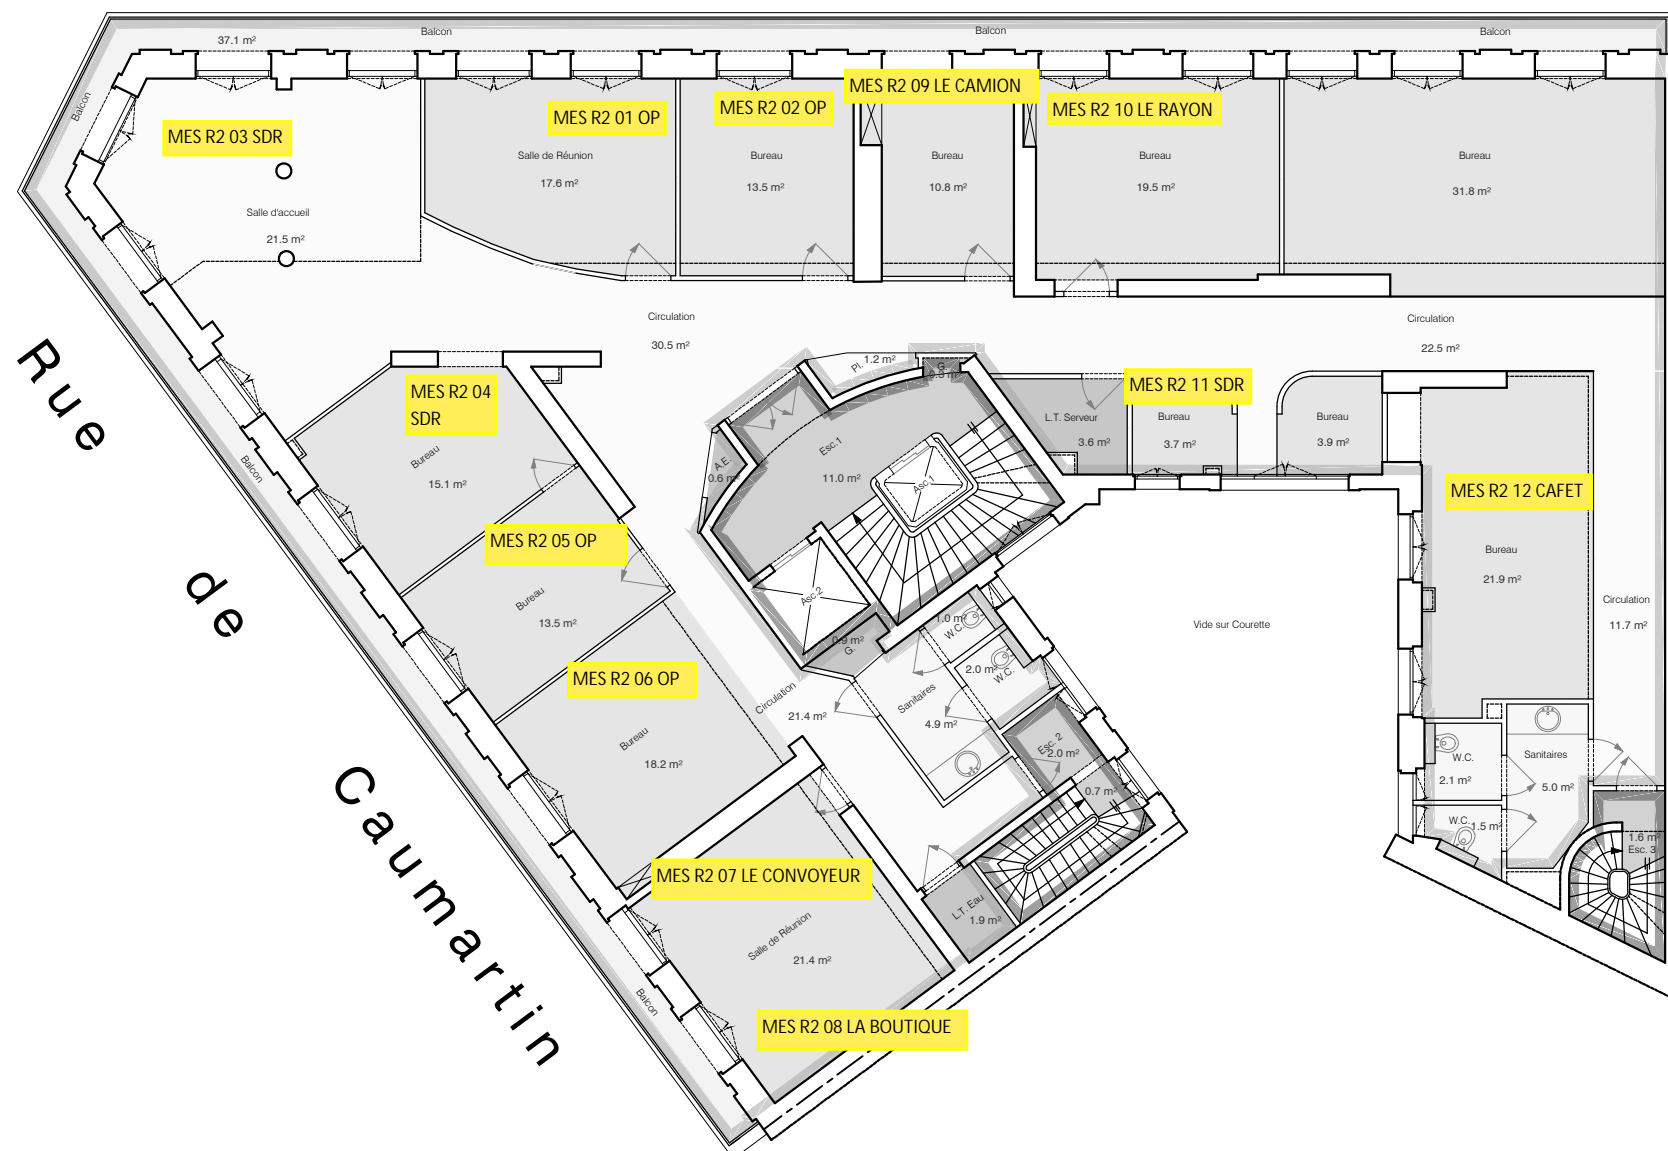 Balcon
Balcon
Balcon
37.1 m²
Balcon
MES R2 03 SDR
MES R2 01 OP
MES R2 02 OP
MES R2 09 LE CAMION
MES R2 10 LE RAYON
Salle de Réunion
17.6 m²
Bureau
13.5 m²
Bureau
10.8 m²
Bureau
19.5 m²
Bureau
31.8 m²
Salle d'accueil
21.5 m²
Circulation
30.5 m²
Circulation
22.5 m²
Rue de Caumartin
MES R2 04
SDR
Bureau
15.1 m²
Pl.
1.2 m²
G.
A.E.
0.6 m²
Esc.1
11.0 m²
Asc.1
Asc.2
L.T. Serveur
3.6 m²
MES R2 11 SDR
Bureau
3.7 m²
Bureau
3.9 m²
MES R2 12 CAFET
Bureau
21.9 m²
Circulation
11.7 m²
Balcon
MES R2 05 OP
Bureau
13.5 m²
Vide sur Courette
0.9 m²
G.
1.0 m²
W.C.
2.0 m²
W.C.
MES R2 06 OP
Bureau
18.2 m²
Circulation
21.4 m²
Sanitaires
4.9 m²
Esc. 2
2.0 m²
0.7 m²
W.C.
2.1 m²
Sanitaires
5.0 m²
W.C.
1.5 m²
1.6 m²
Esc. 3
MES R2 07 LE CONVOYEUR
L.T. Eau
1.9 m²
Salle de Réunion
21.4 m²
Balcon
MES R2 08 LA BOUTIQUE